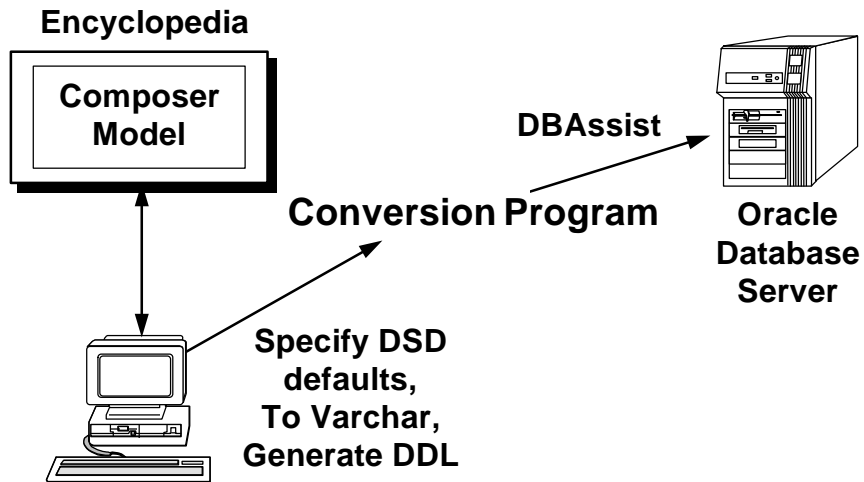 Encyclopedia
Composer
Model
DBAssist
Conversion Program
Oracle
Database
Server
Specify DSD
defaults,
To Varchar,
Generate DDL